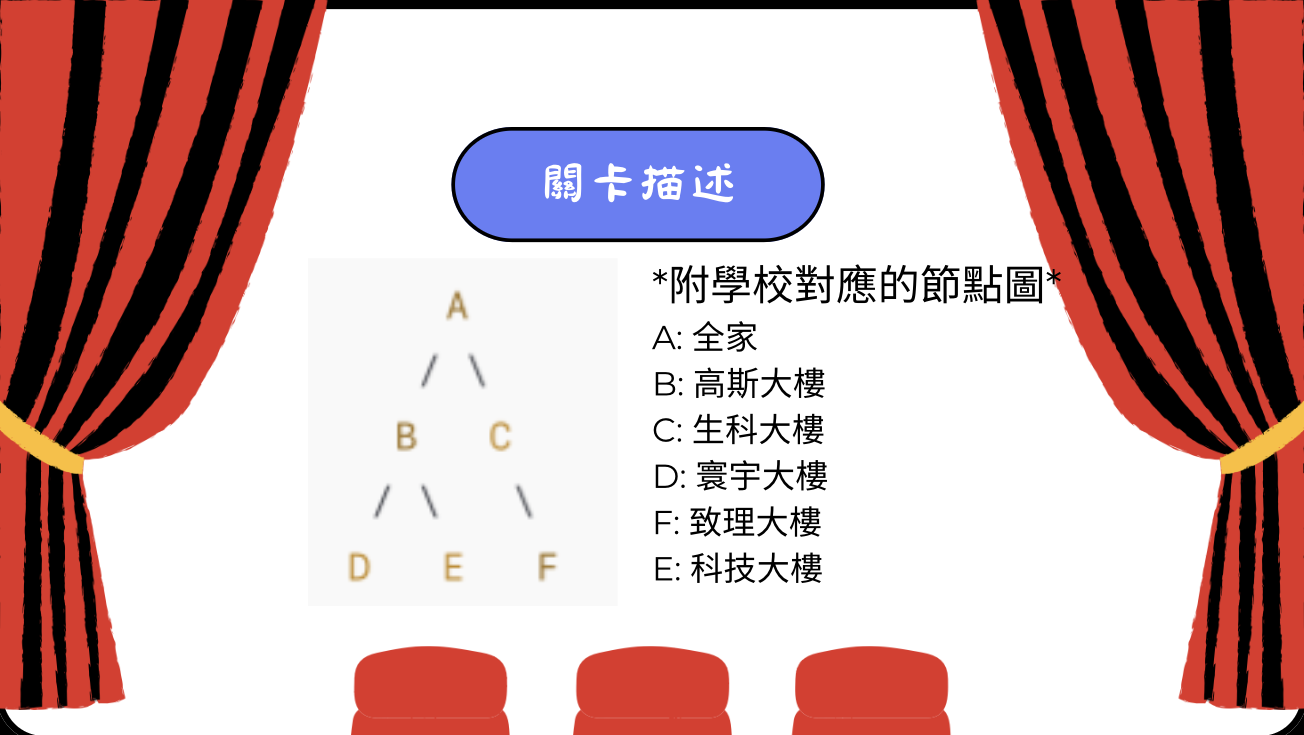 關卡描述
*附學校對應的節點圖*
A: 全家
B: 高斯大樓
C: 生科大樓
D: 寰宇大樓
F: 致理大樓
E: 科技大樓
A
/ \
B C
/ \ \
D E F